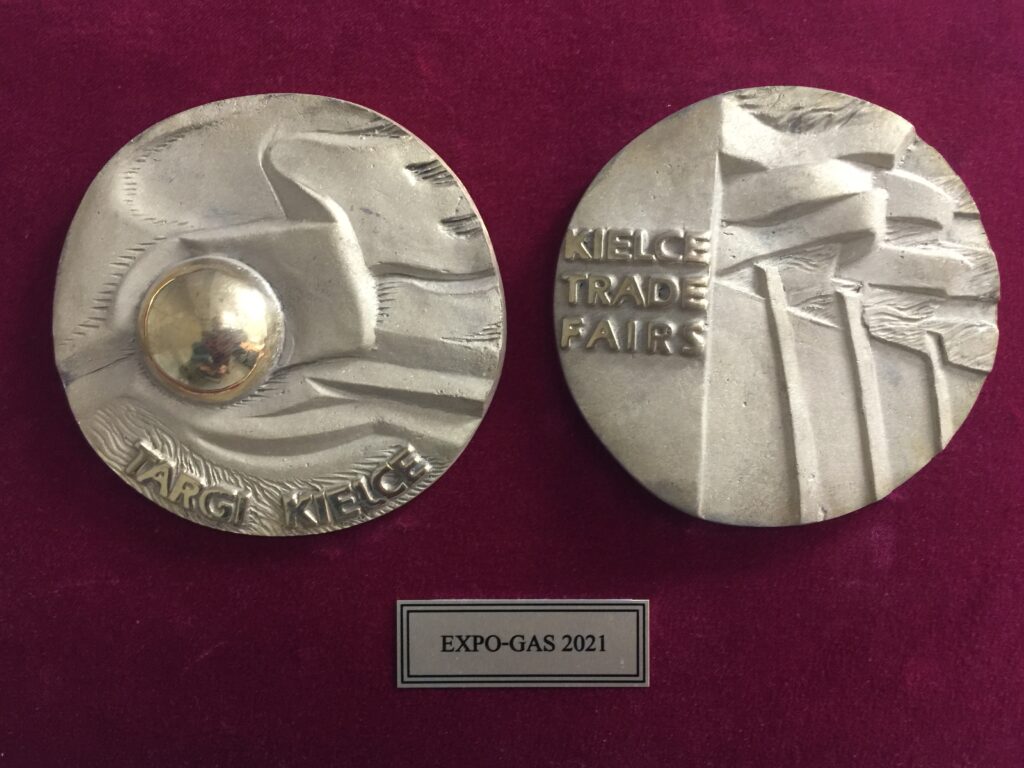 TARGI KIELCE
KIELCE
TRADE
FAIRS
EXPO-GAS 2021